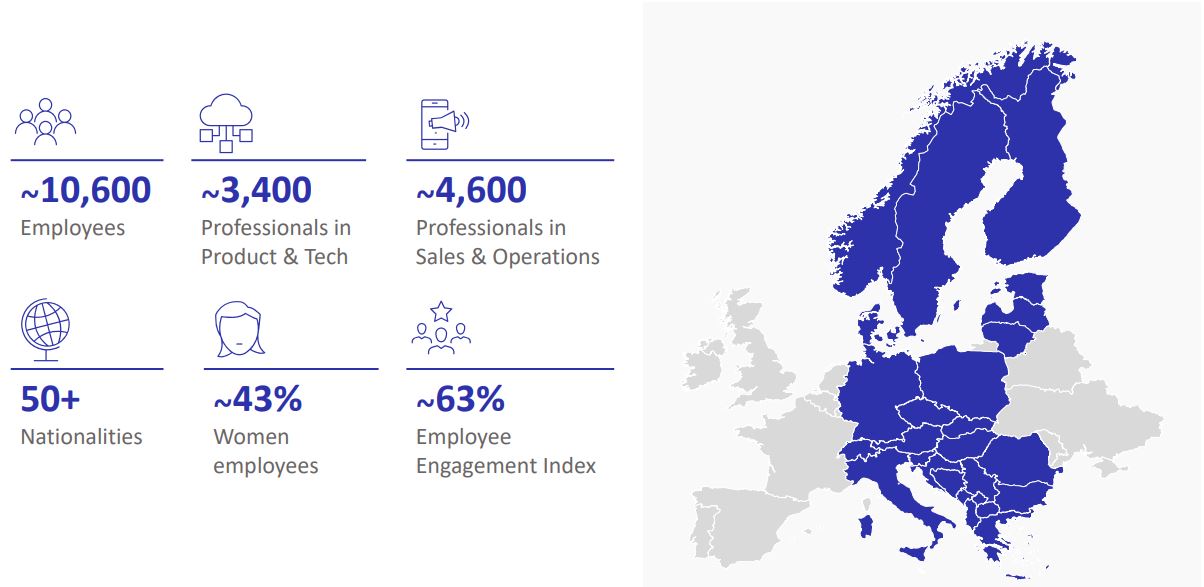 ~10,600
Employees
~3,400
Professionals in
Product & Tech
~4,600
Professionals in
Sales & Operations
50+
Nationalities
~43%
Women
employees
~63%
Employee
Engagement Index